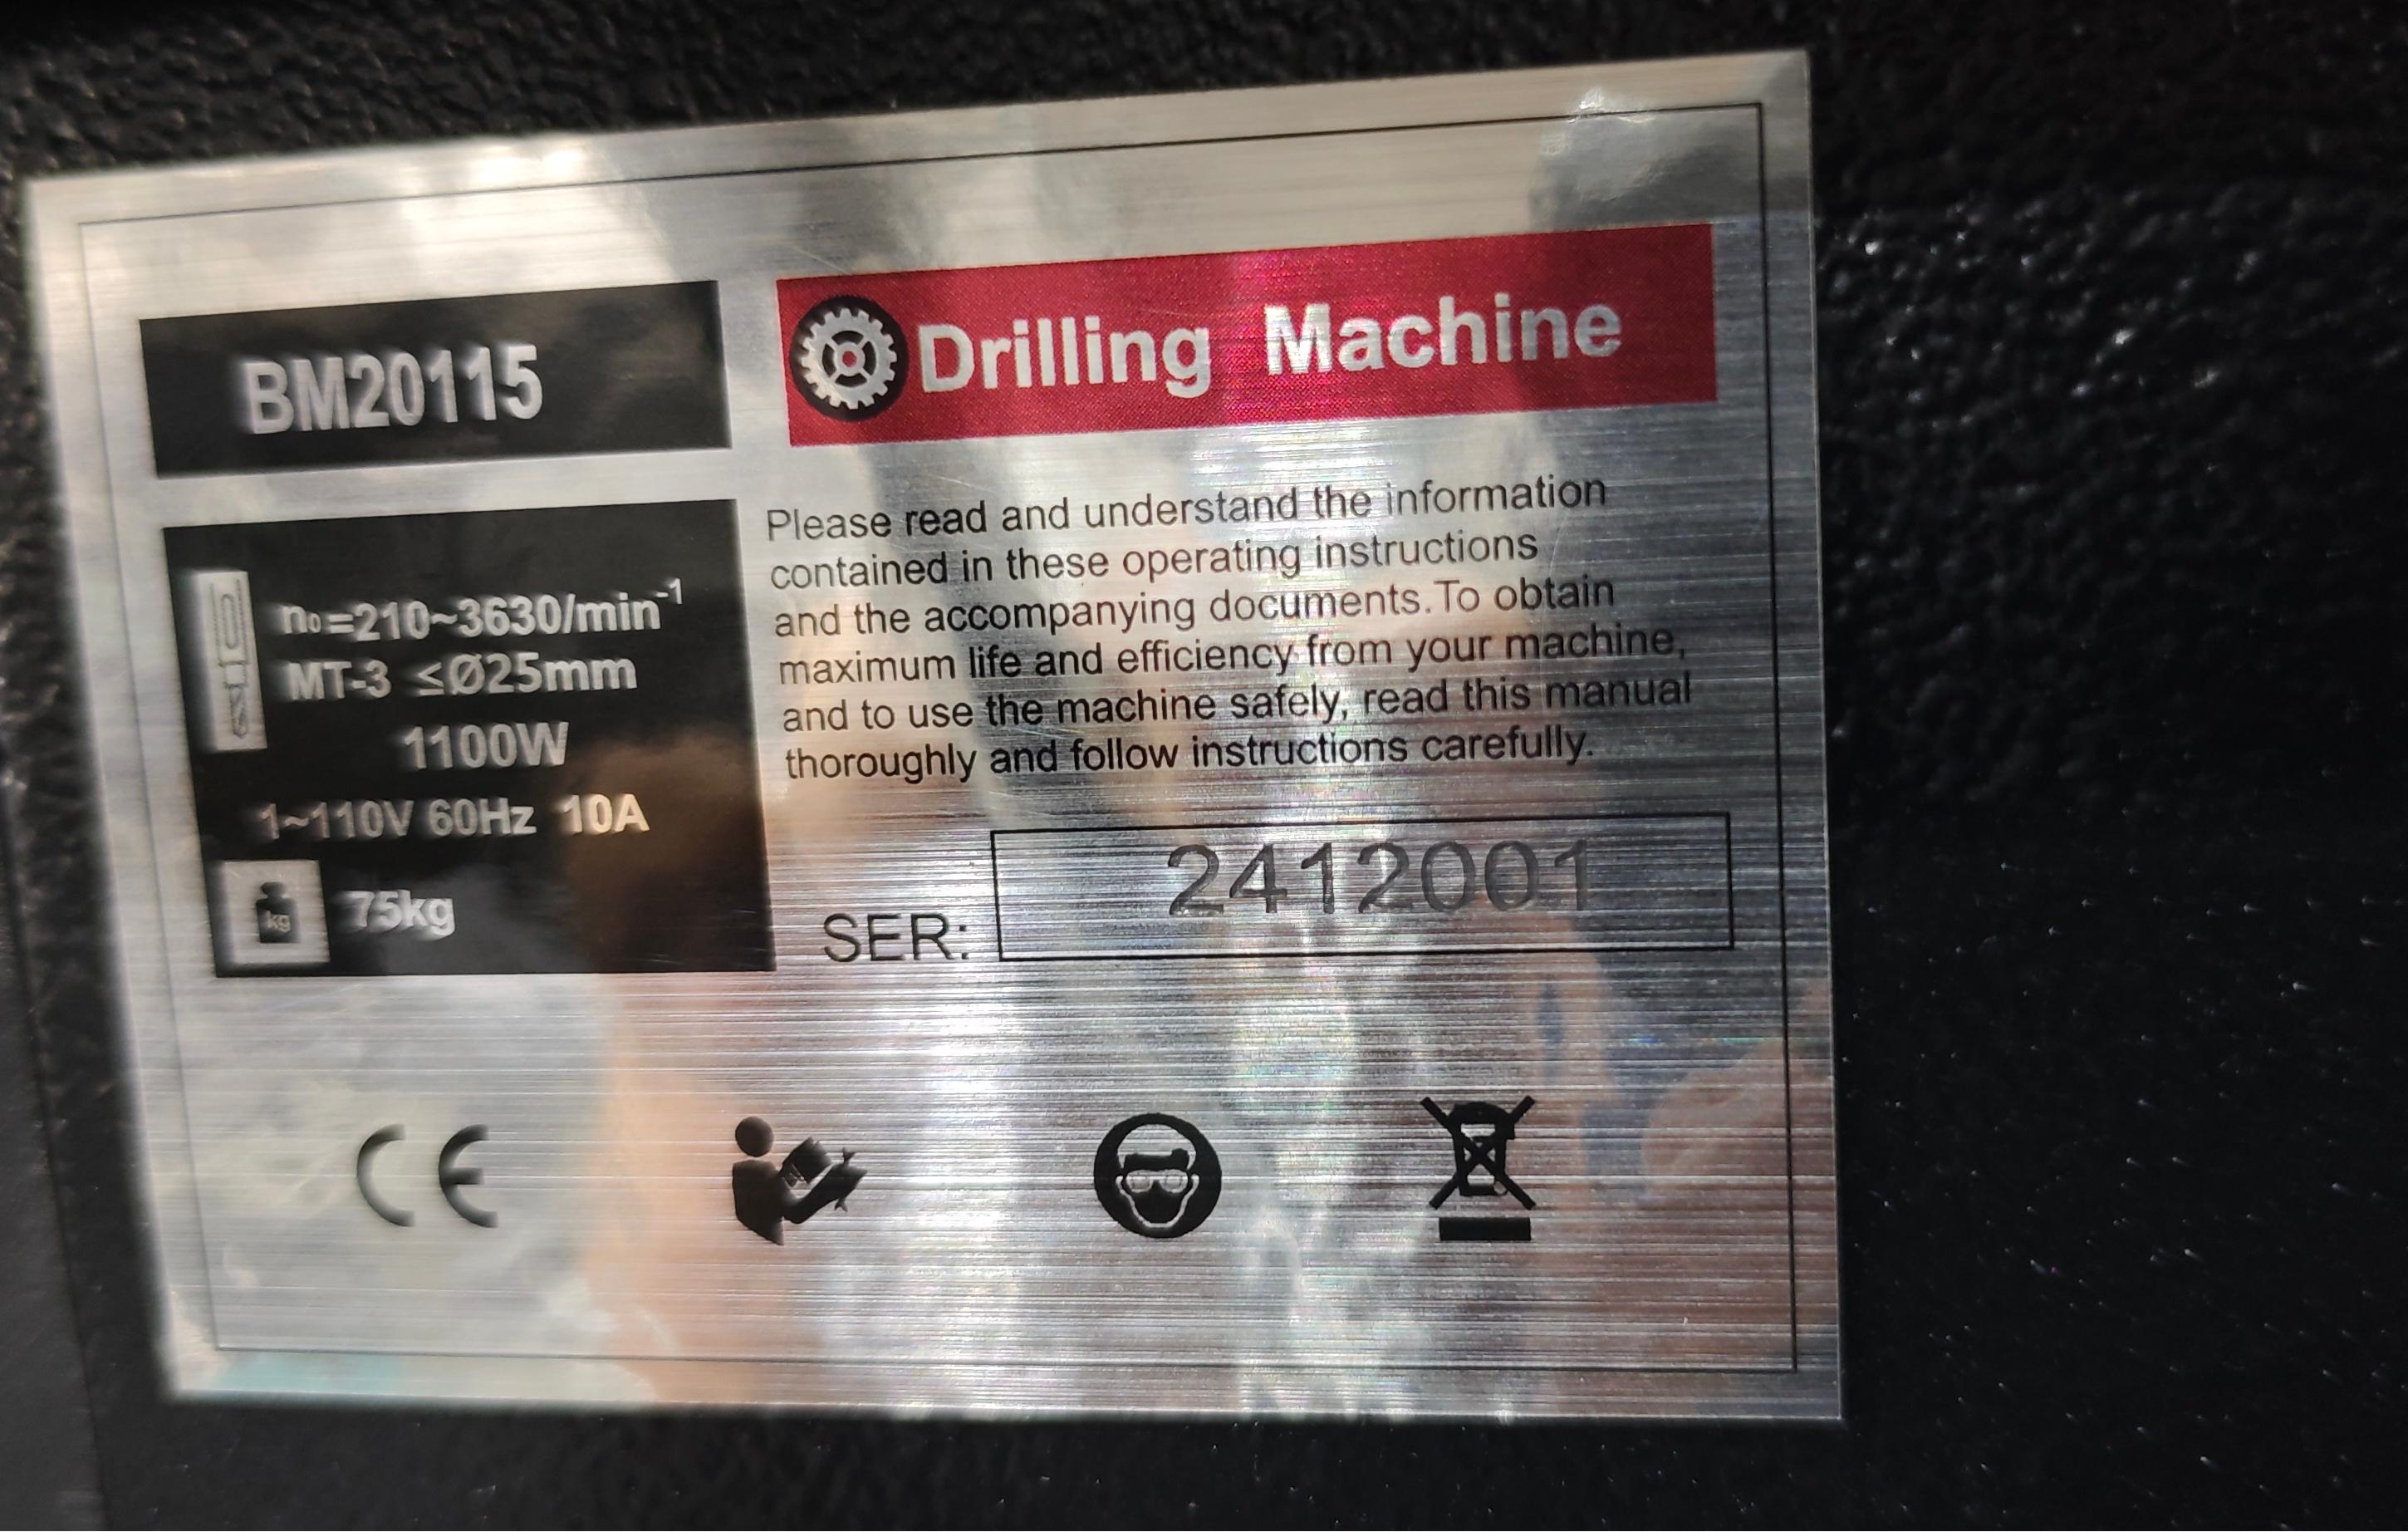 BM20115
Drilling Machine
n₀=210~3630/min⁻¹
MT-3 ≤Ø25mm
1100W
1~110V 60Hz 10A
kg
75kg
Please read and understand the information
contained in these operating instructions
and the accompanying documents.To obtain
maximum life and efficiency from your machine,
and to use the machine safely, read this manual
thoroughly and follow instructions carefully.
SER: 2412001
CE